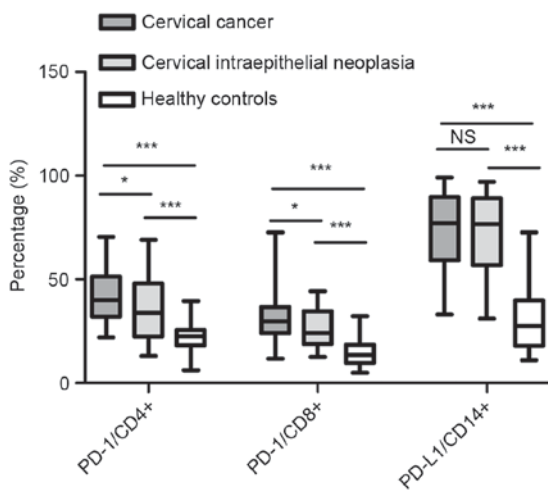 Cervical cancer
Cervical intraepithelial neoplasia
Healthy controls
Percentage (%)
150
100
50
0
***
*
***
***
*
***
***
NS
***
PD-1/CD4+
PD-1/CD8+
PD-L1/CD14+